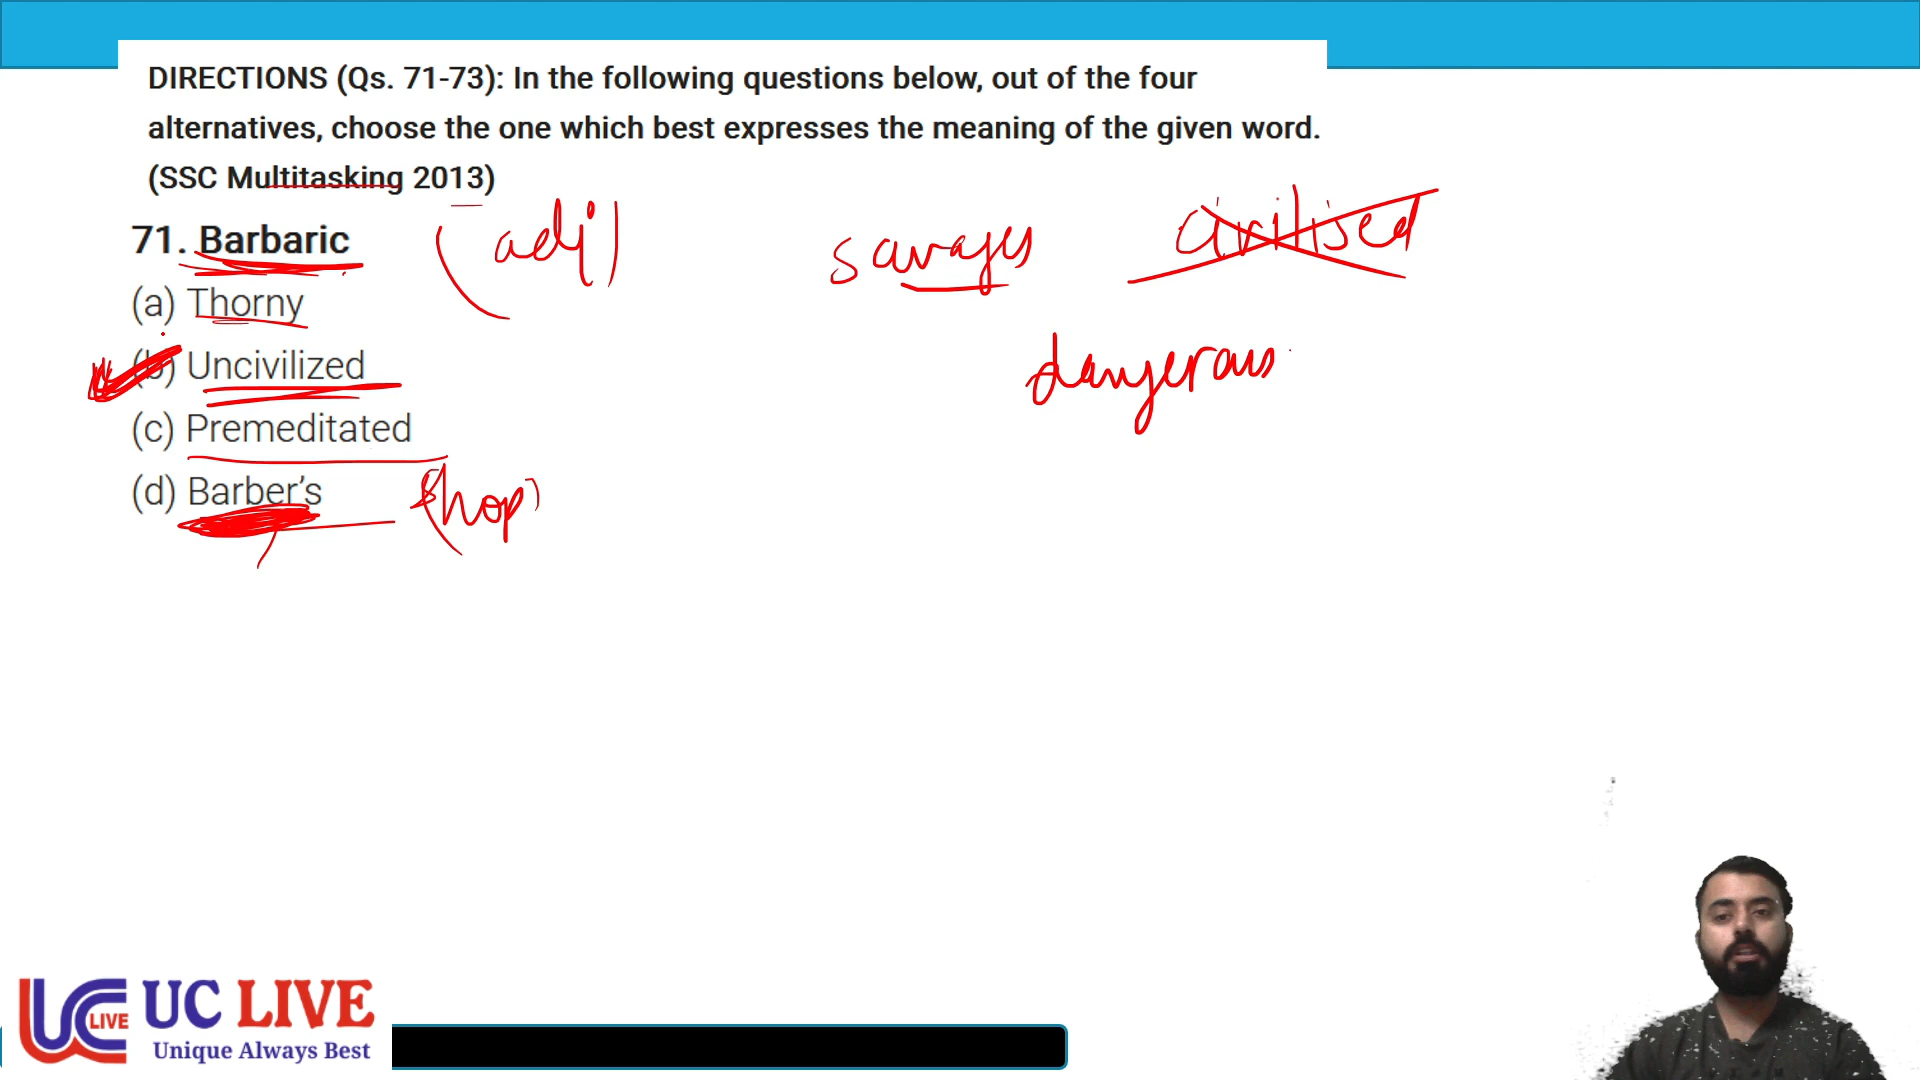 DIRECTIONS (Qs. 71-73): In the following questions below, out of the four
alternatives, choose the one which best expresses the meaning of the given word.
(SSC Multitasking 2013)
71. Barbaric (adj) savages civilised
(a) Thorny
(b) Uncivilized dangerous
(c) Premeditated
(d) Barber's shop
LIVE UC LIVE
Unique Always Best